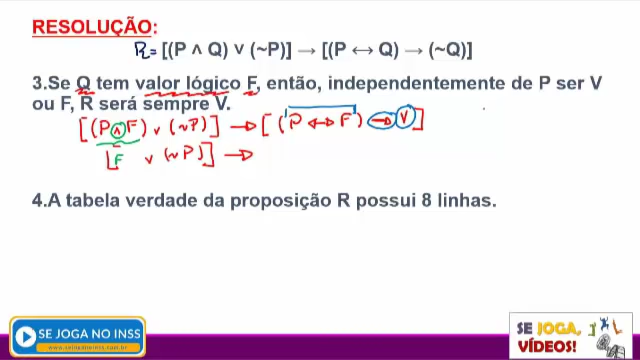 RESOLUÇÃO:
R= [(P ∧ Q) ∨ (~P)] → [(P ↔ Q) → (~Q)]
3.Se Q tem valor lógico F, então, independentemente de P ser V
ou F, R será sempre V.
[(P ∧ F) ∨ (~P)] → [(P ↔ F) → V]
[F ∨ (~P)] →
4.A tabela verdade da proposição R possui 8 linhas.
SE JOGA NO INSS
SE JOGA,
VÍDEOS!